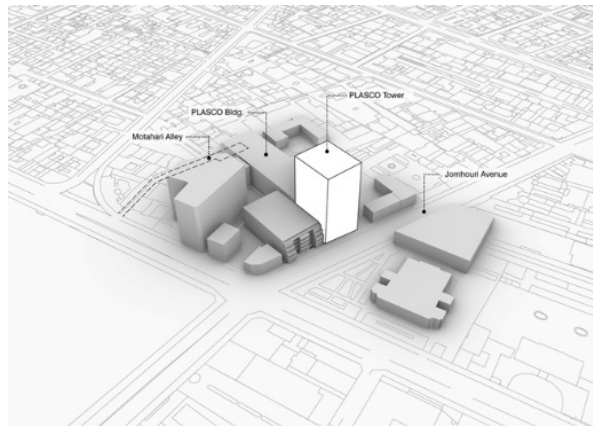 PLASCO Tower
PLASCO Bldg.
Motahari Alley
Jomhouri Avenue